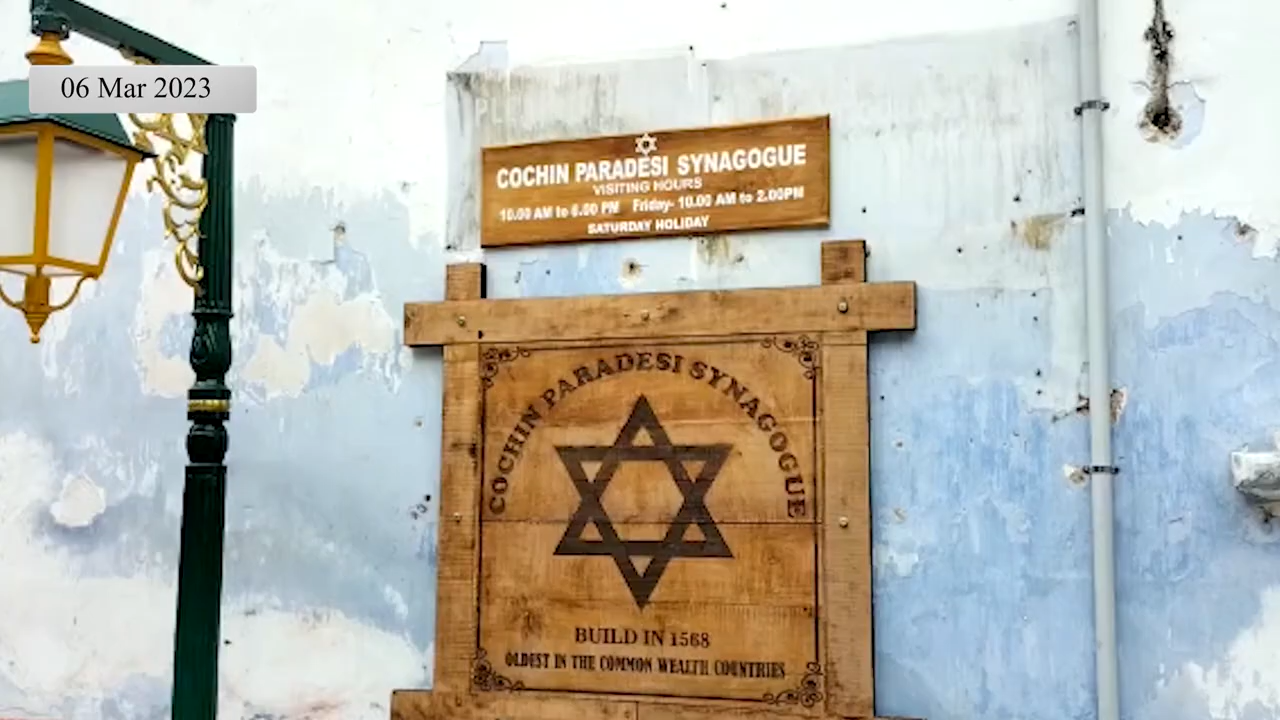 06 Mar 2023
COCHIN PARADESI SYNAGOGUE
VISITING HOURS
10.00 AM to 6.00 PM Friday- 10.00 AM to 2.00PM
SATURDAY HOLIDAY
COCHIN PARADESI SYNAGOGUE
BUILD IN 1568
OLDEST IN THE COMMON WEALTH COUNTRIES